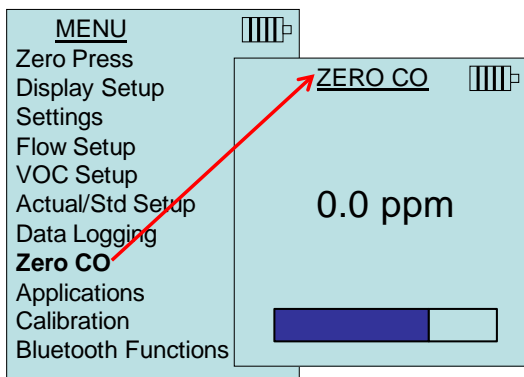 MENU
Zero Press
Display Setup
Settings
Flow Setup
VOC Setup
Actual/Std Setup
Data Logging
Zero CO
Applications
Calibration
Bluetooth Functions
ZERO CO
0.0 ppm